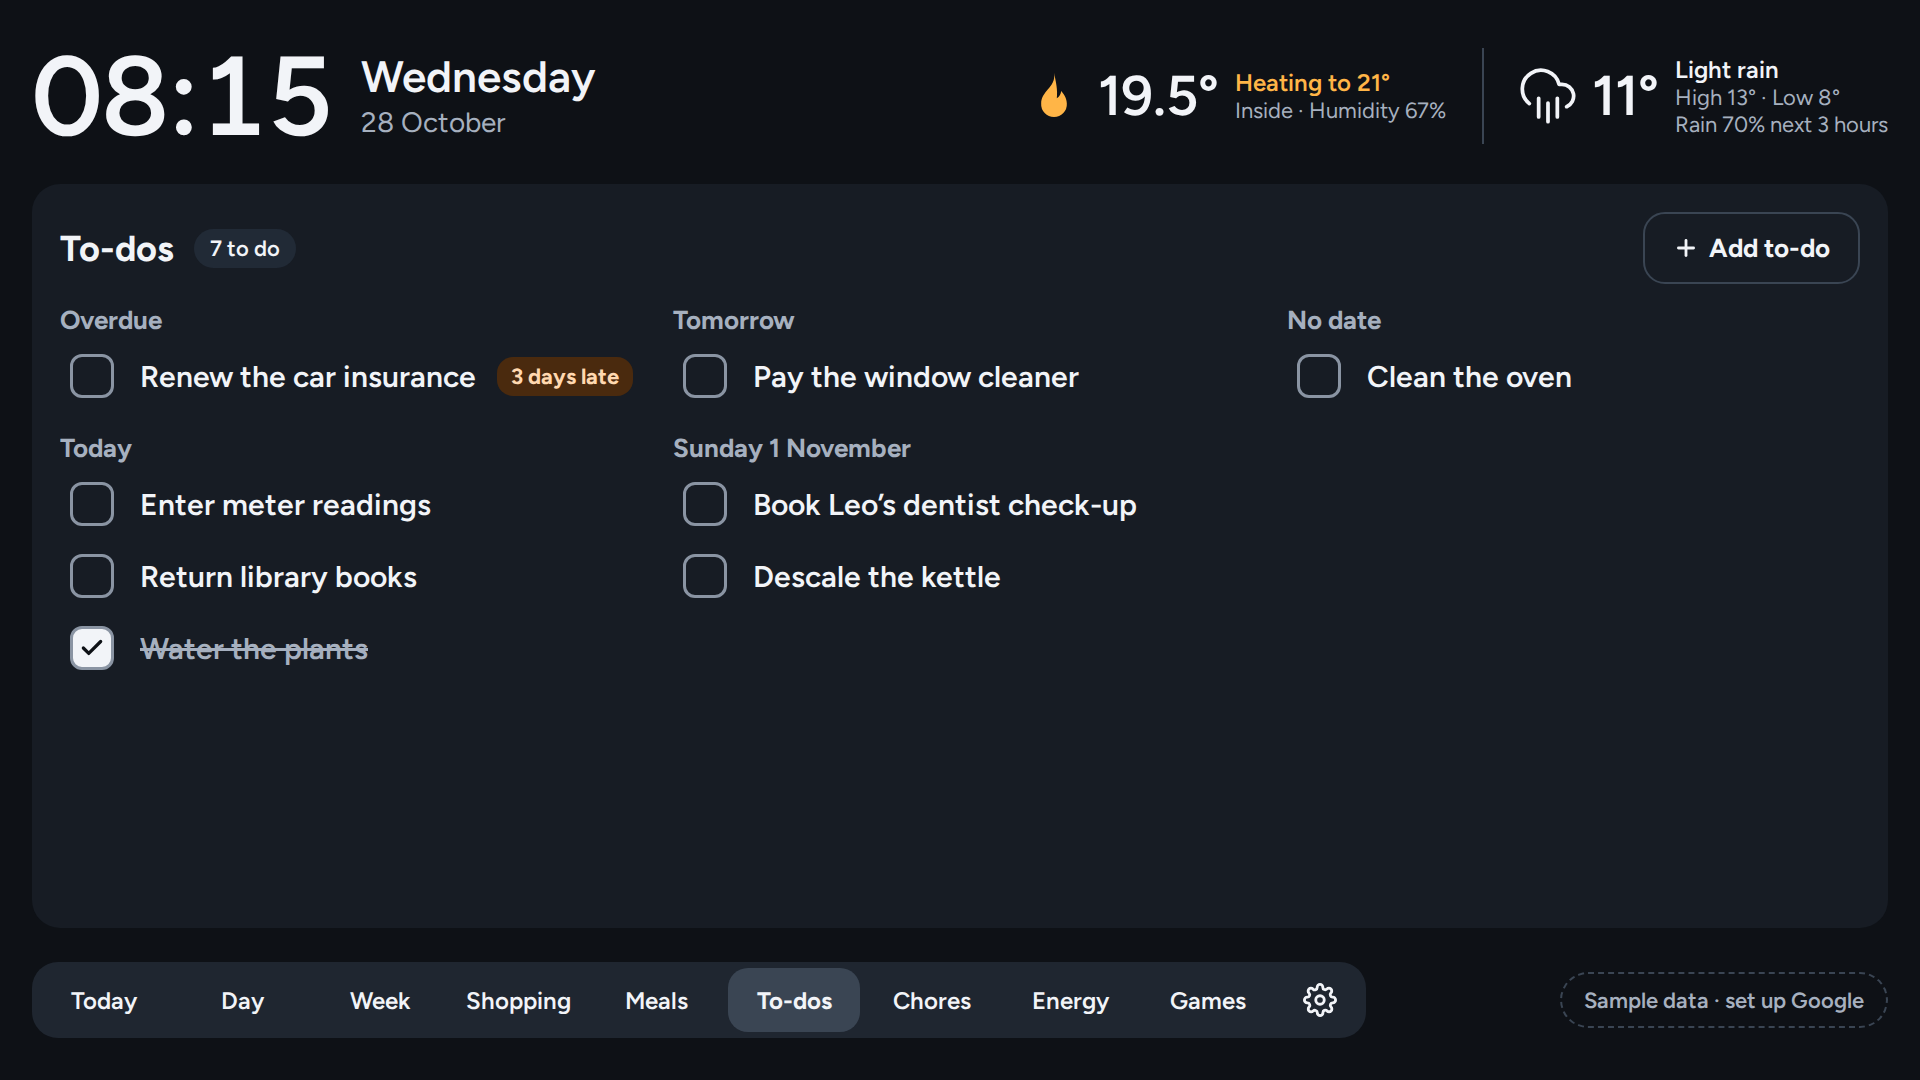 08:15
Wednesday
28 October
19.5°
Heating to 21°
Inside · Humidity 67%
11°
Light rain
High 13° · Low 8°
Rain 70% next 3 hours
To-dos
7 to do
+ Add to-do
Overdue
Renew the car insurance
3 days late
Today
Enter meter readings
Return library books
Water the plants
Tomorrow
Pay the window cleaner
Sunday 1 November
Book Leo’s dentist check-up
Descale the kettle
No date
Clean the oven
Today
Day
Week
Shopping
Meals
To-dos
Chores
Energy
Games
Sample data · set up Google